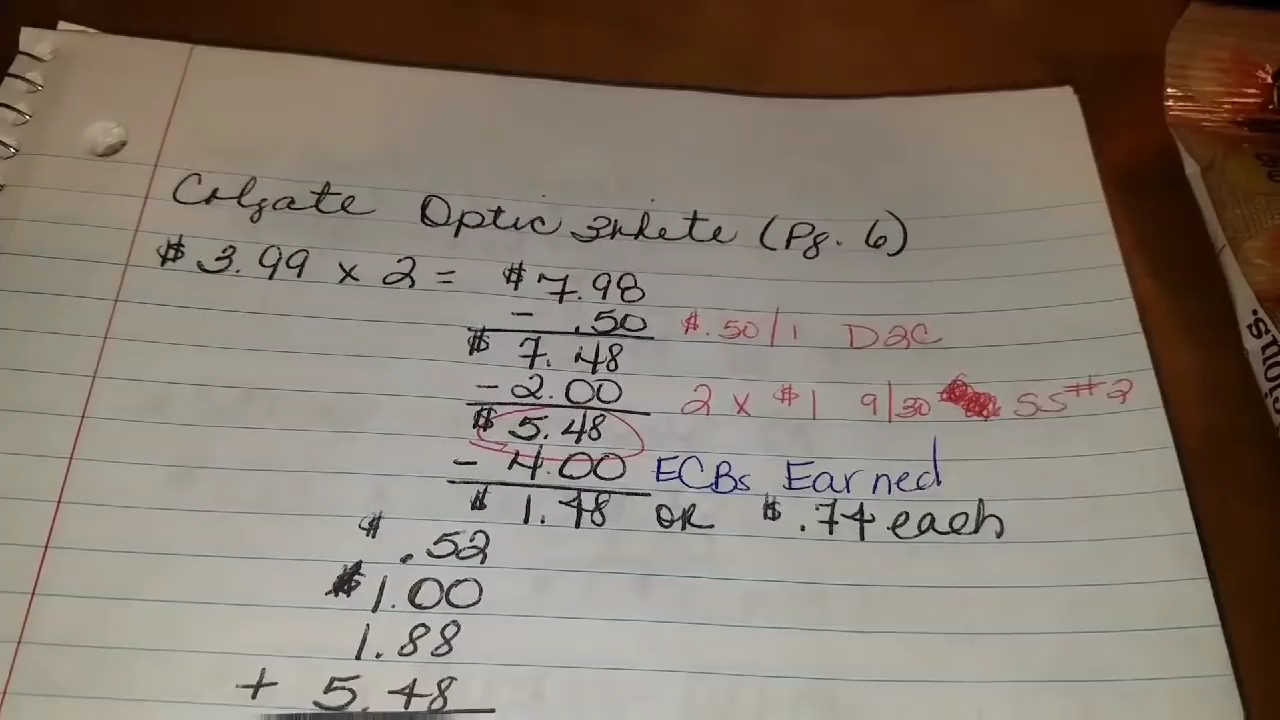 Colgate Optic White (Pg. 6)
$3.99 x 2 = $7.98
- .50 $.50/1 D2C
$ 7.48
- 2.00 2 x $1 9/30 SS#2
$ 5.48
- 4.00 ECBs Earned
$ 1.48 OR $.74 each
$ .52
$1.00
1.88
+ 5.48